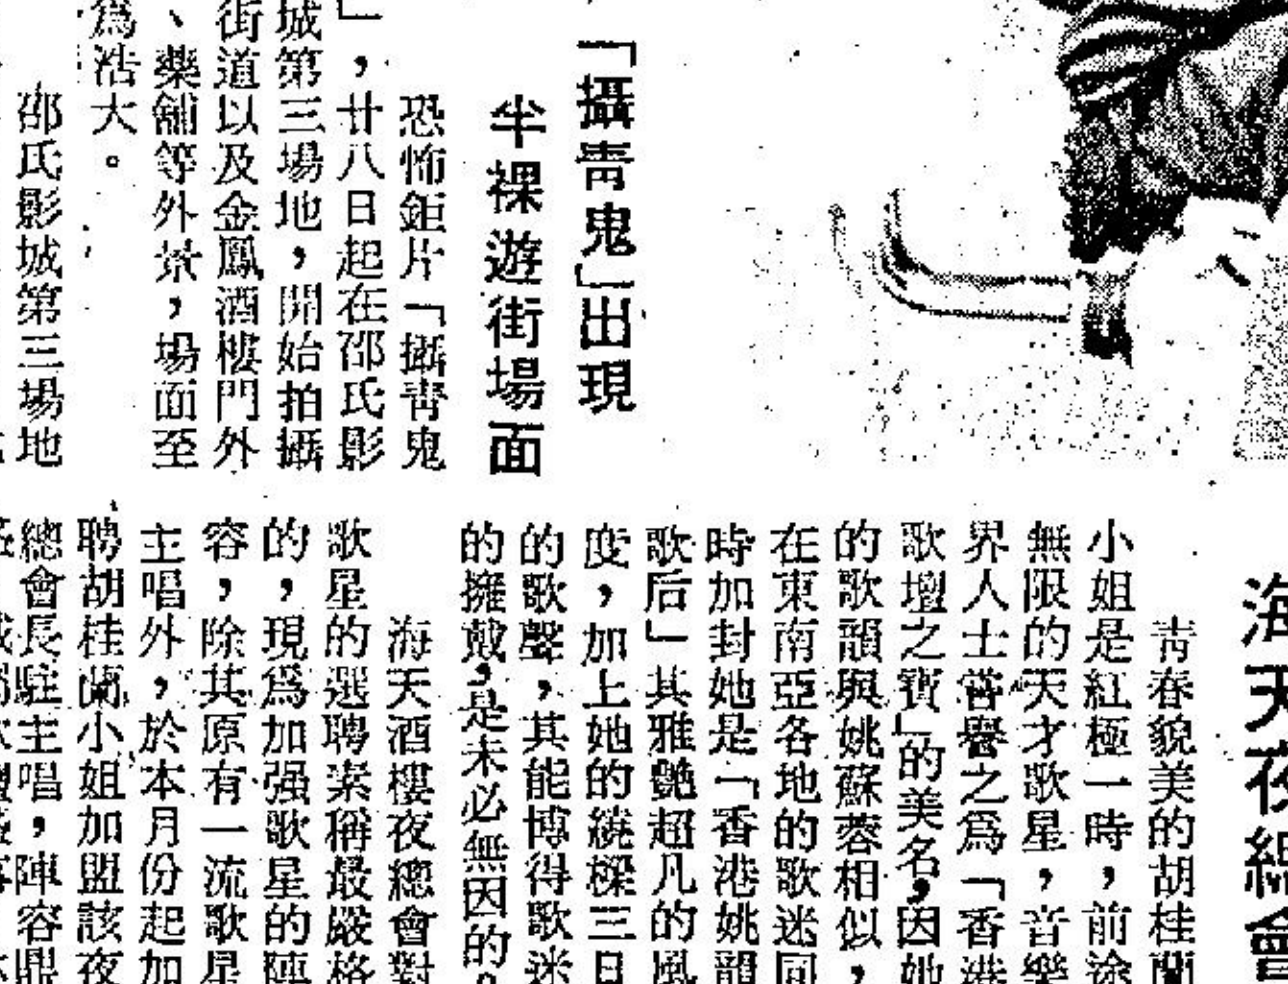 「攝靑鬼」出現
半裸遊街場面
恐怖鉅片「攝靑鬼
」，廿八日起在邵氏影
城第三場地，開始拍攝
街道以及金鳳酒樓門外
、藥舖等外景，場面至
爲浩大。
邵氏影城第三場地
海天夜總會
靑春貌美的胡桂蘭
小姐是紅極一時，前途
無限的天才歌星，音樂
界人士嘗譽之爲「香港
歌壇之寶」的美名，因她
的歌韻與姚蘇蓉相似，
在東南亞各地的歌迷同
時加封她是「香港姚韻
歌后」其雅艷超凡的風
度，加上她的繞樑三日
的歌聲，其能博得歌迷
的擁戴，是未必無因的。
海天酒樓夜總會對
歌星的選聘素稱最嚴格
的，現爲加强歌星的陣
容，除其原有一流歌星
主唱外，於本月份起加
聘胡桂蘭小姐加盟該夜
總會長駐主唱，陣容鼎